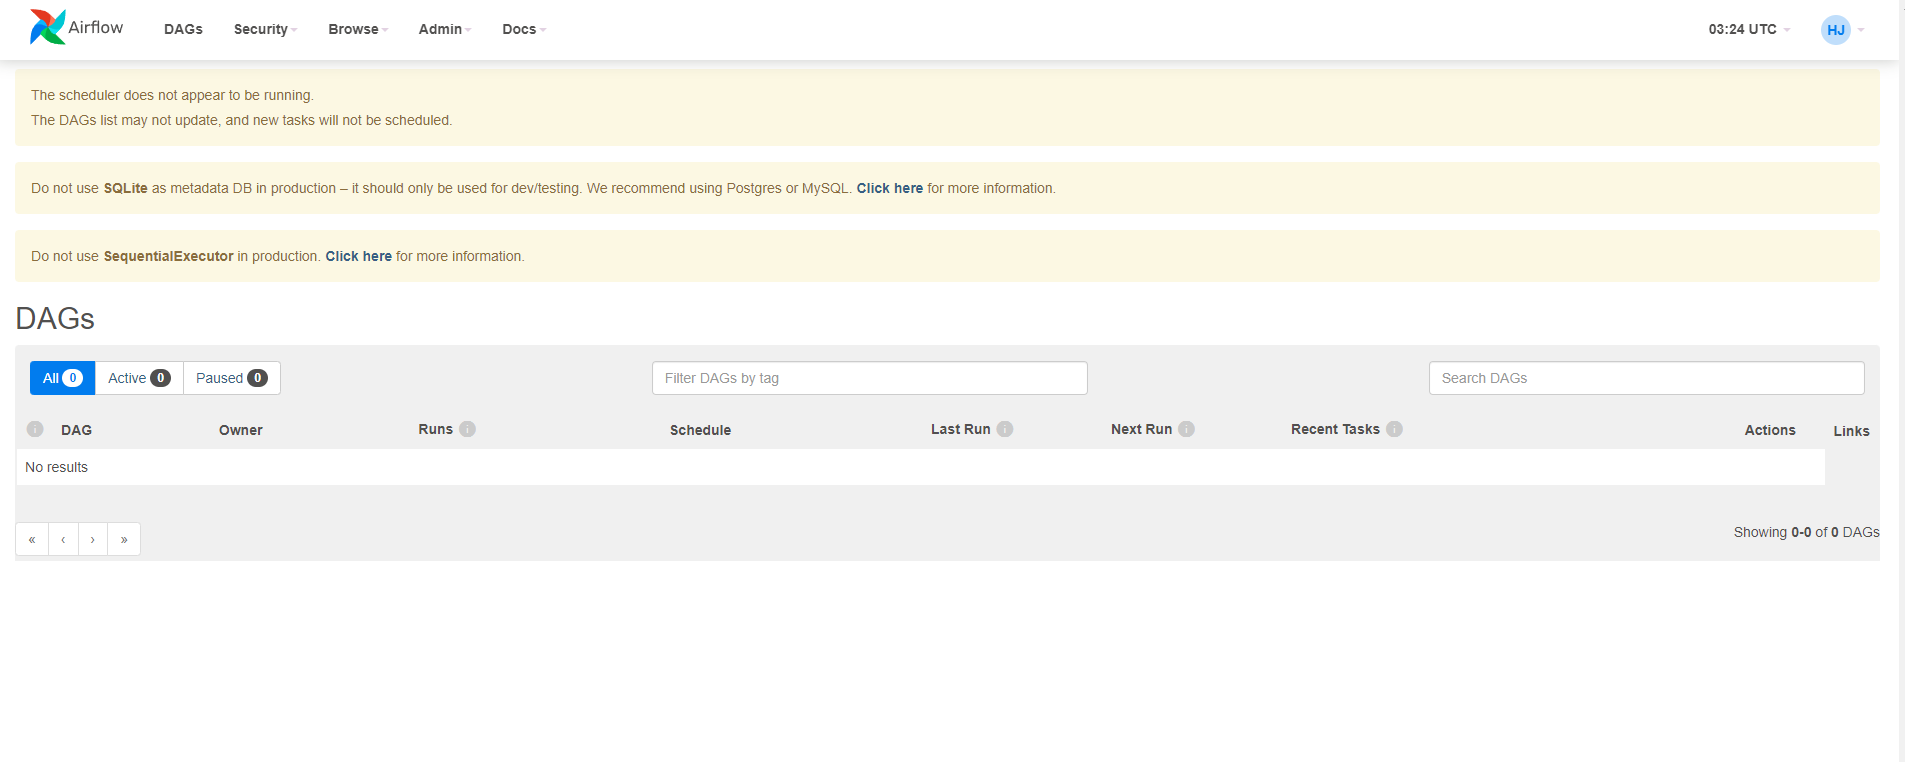 Airflow DAGs Security Browse Admin Docs 03:24 UTC HJ
The scheduler does not appear to be running.
The DAGs list may not update, and new tasks will not be scheduled.
Do not use SQLite as metadata DB in production – it should only be used for dev/testing. We recommend using Postgres or MySQL. Click here for more information.
Do not use SequentialExecutor in production. Click here for more information.
DAGs
All 0 Active 0 Paused 0 Filter DAGs by tag Search DAGs
i DAG Owner Runs i Schedule Last Run i Next Run i Recent Tasks i Actions Links
No results
« ‹ › » Showing 0-0 of 0 DAGs